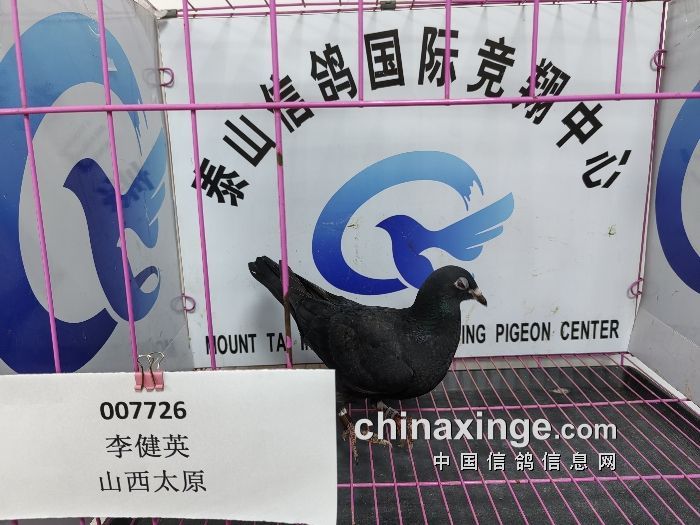 泰山信鸽国际竞翔中心
MOUNT TA ING PIGEON CENTER
007726
李健英
山西太原
chinaxinge.com
中国信鸽信息网